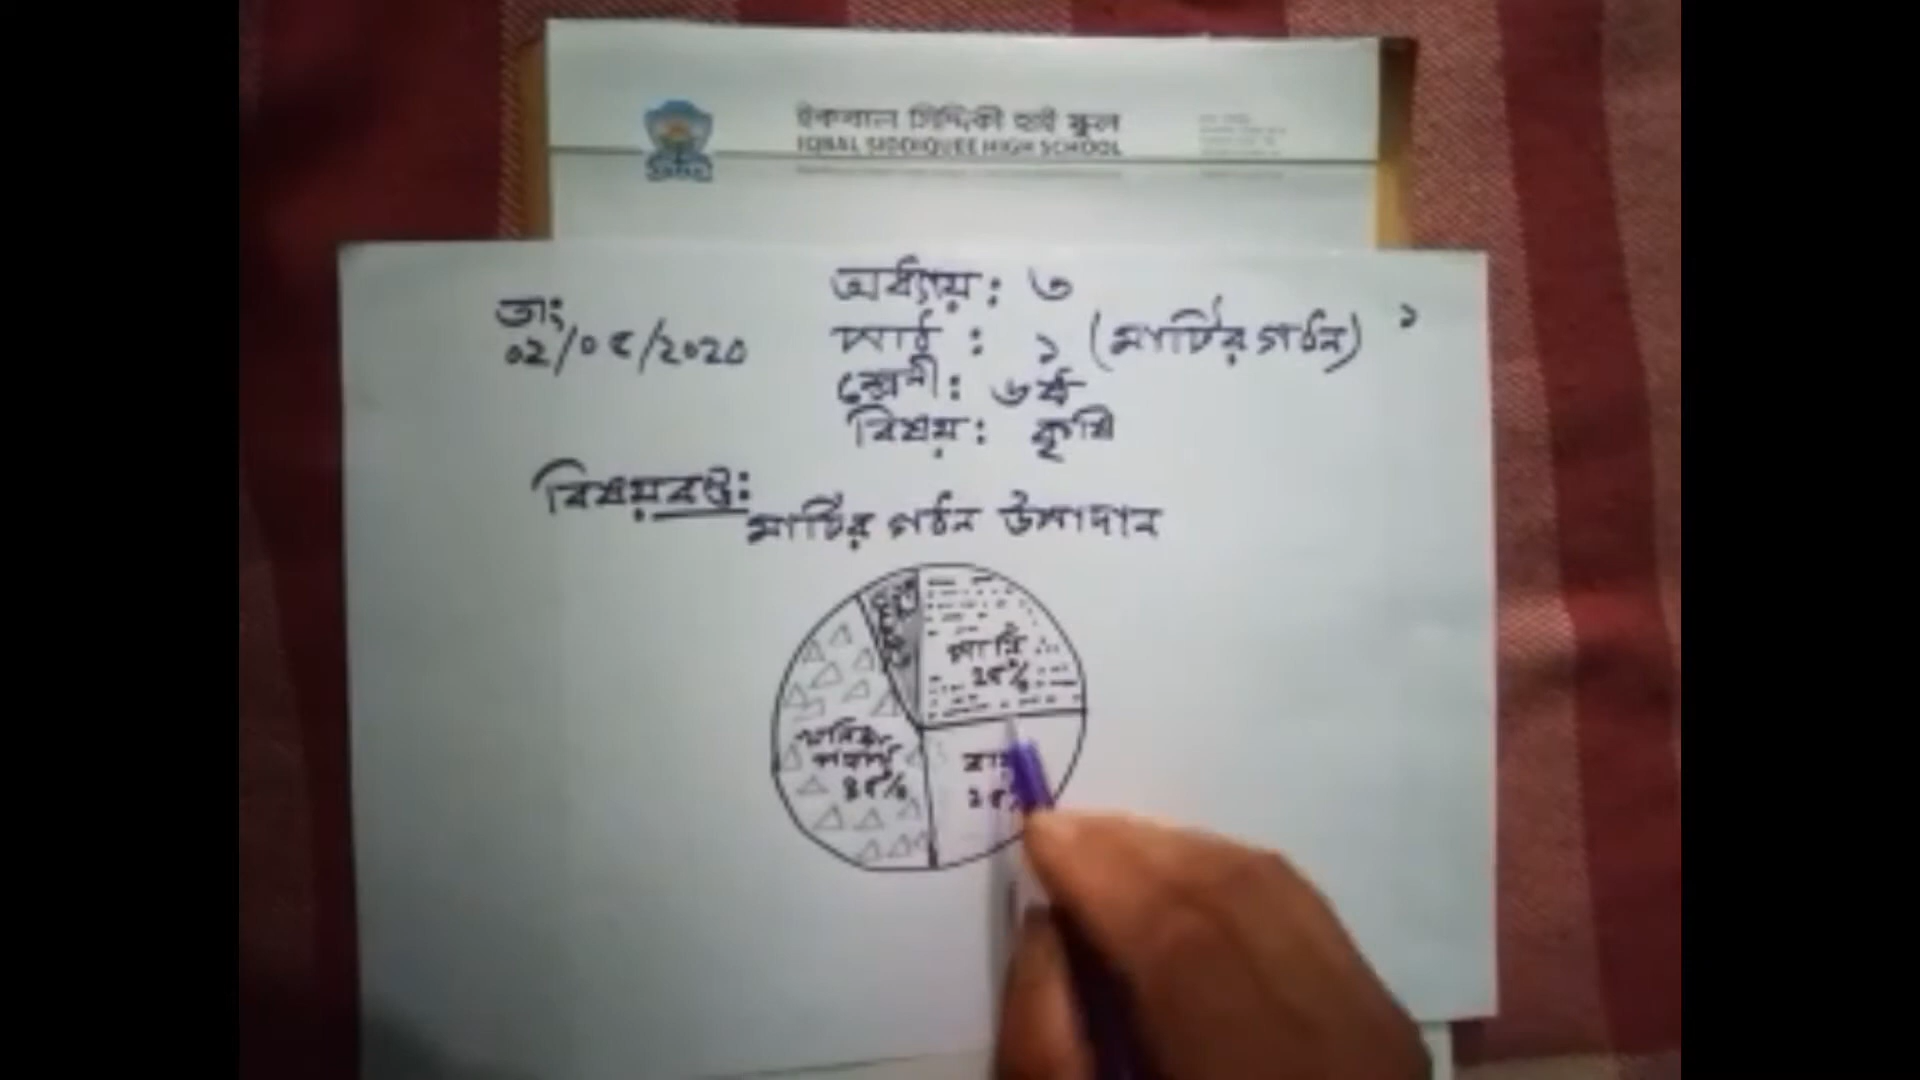 ইকবাল সিদ্দিকী হাই স্কুল
IQBAL SIDDIQUEE HIGH SCHOOL
তাং
০২/০৫/২০২০
অধ্যায়: ৩
পাঠ: ১ (মাটির গঠন)
১
শ্রেণী: ৬ষ্ঠ
বিষয়: কৃষি
বিষয়বস্তু:
মাটির গঠন উপাদান
পানি
২৫%
খনিজ
পদার্থ
৪৫%